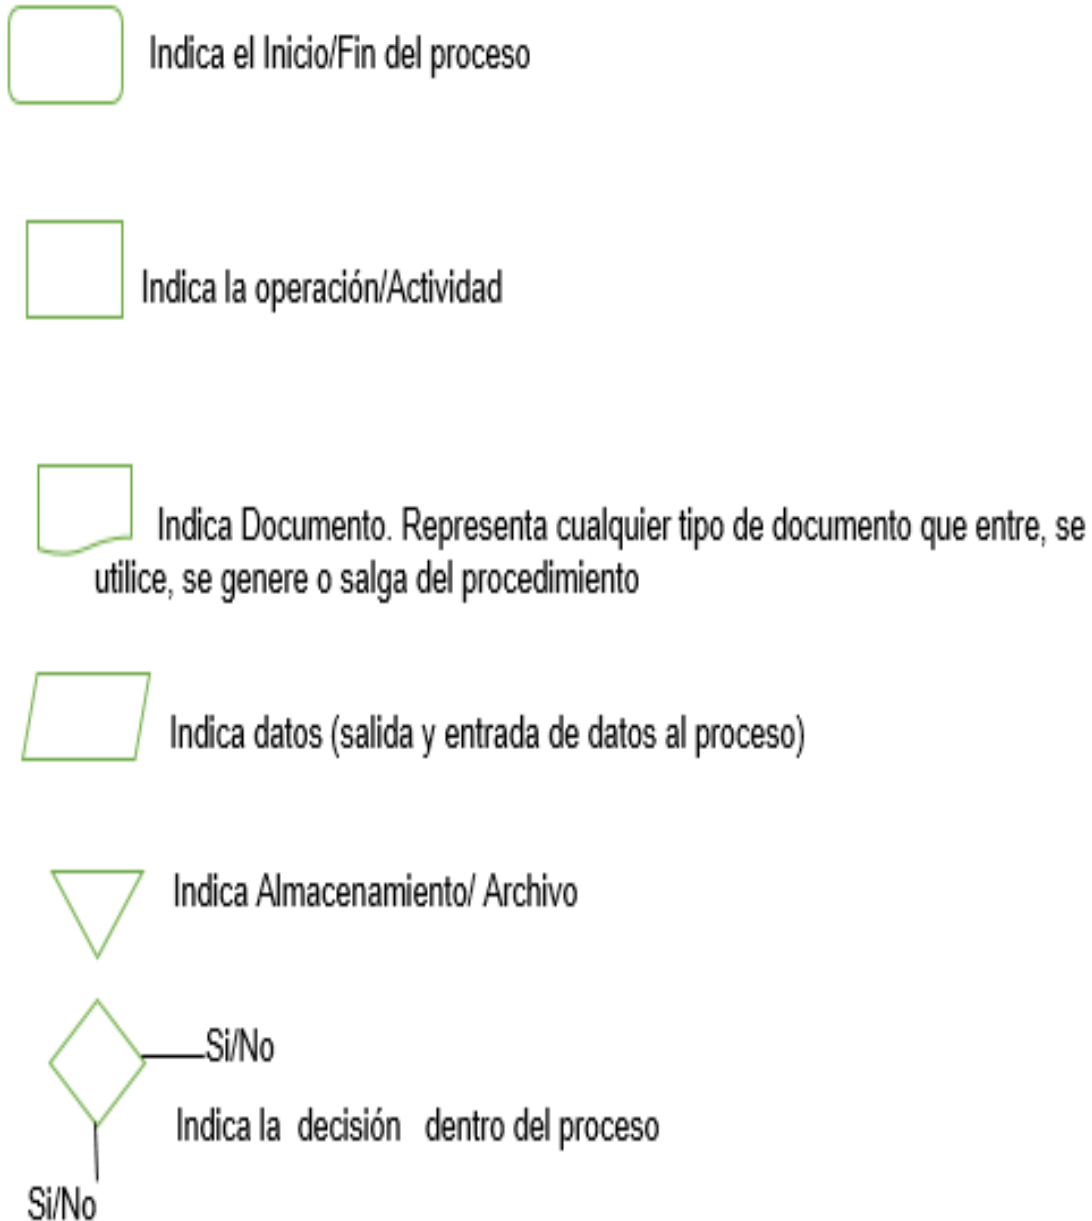 Indica el Inicio/Fin del proceso
Indica la operación/Actividad
Indica Documento. Representa cualquier tipo de documento que entre, se
utilice, se genere o salga del procedimiento
Indica datos (salida y entrada de datos al proceso)
Indica Almacenamiento/ Archivo
Si/No
Indica la decisión dentro del proceso
Si/No